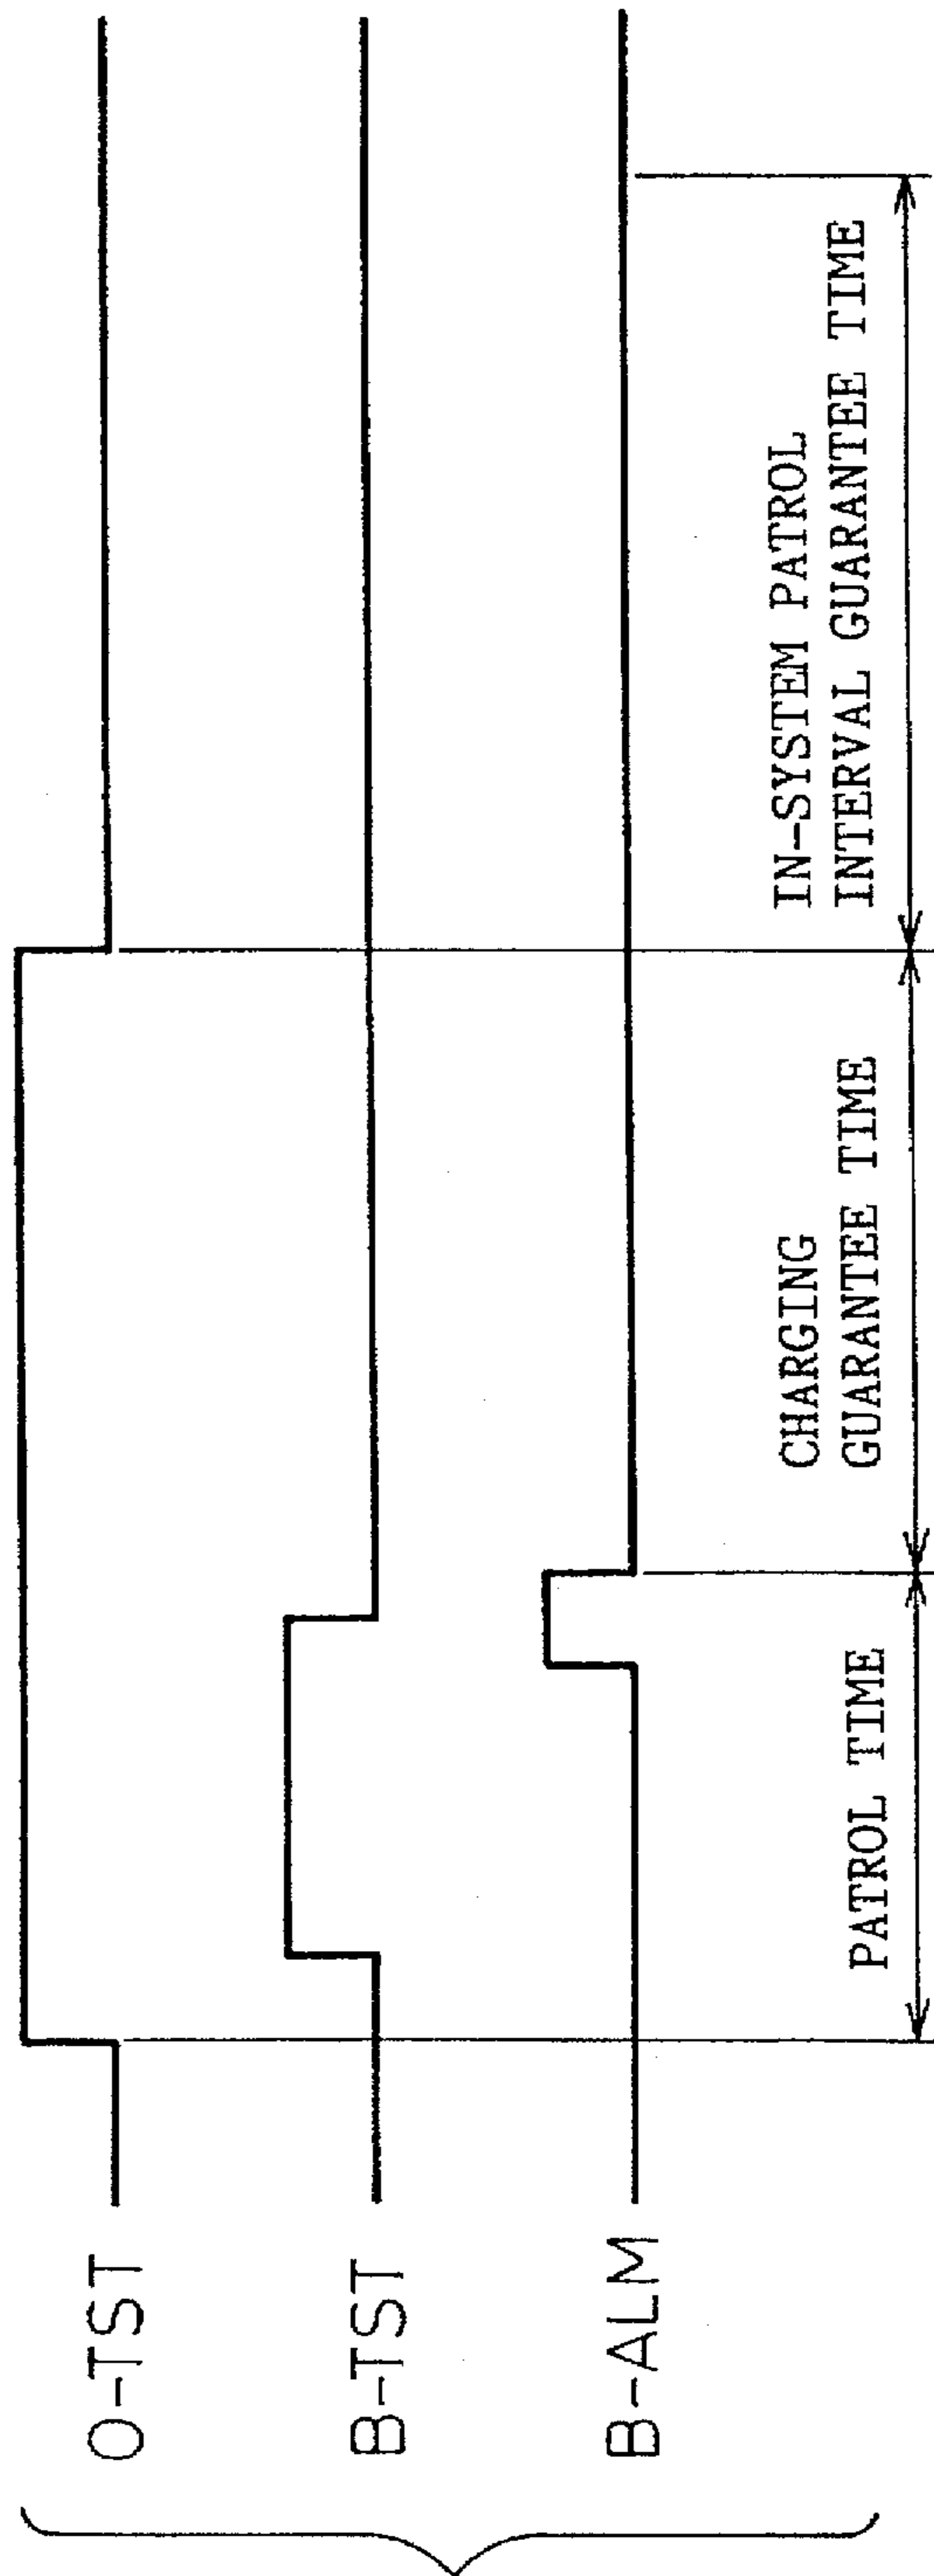 O-TST
B-TST
B-ALM
PATROL TIME
CHARGING
GUARANTEE TIME
IN-SYSTEM PATROL
INTERVAL GUARANTEE TIME